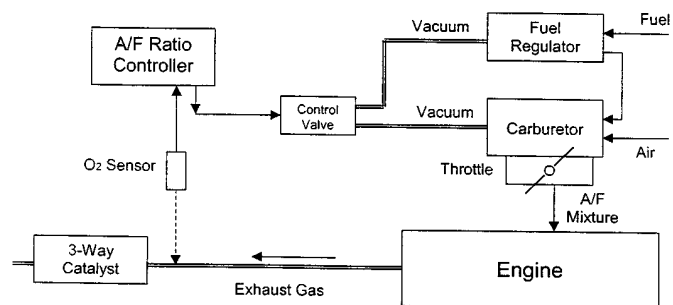 Vacuum
Fuel
Regulator
Fuel
A/F Ratio
Controller
Control
Valve
Vacuum
Carburetor
Air
O2 Sensor
Throttle
A/F
Mixture
3-Way
Catalyst
Exhaust Gas
Engine